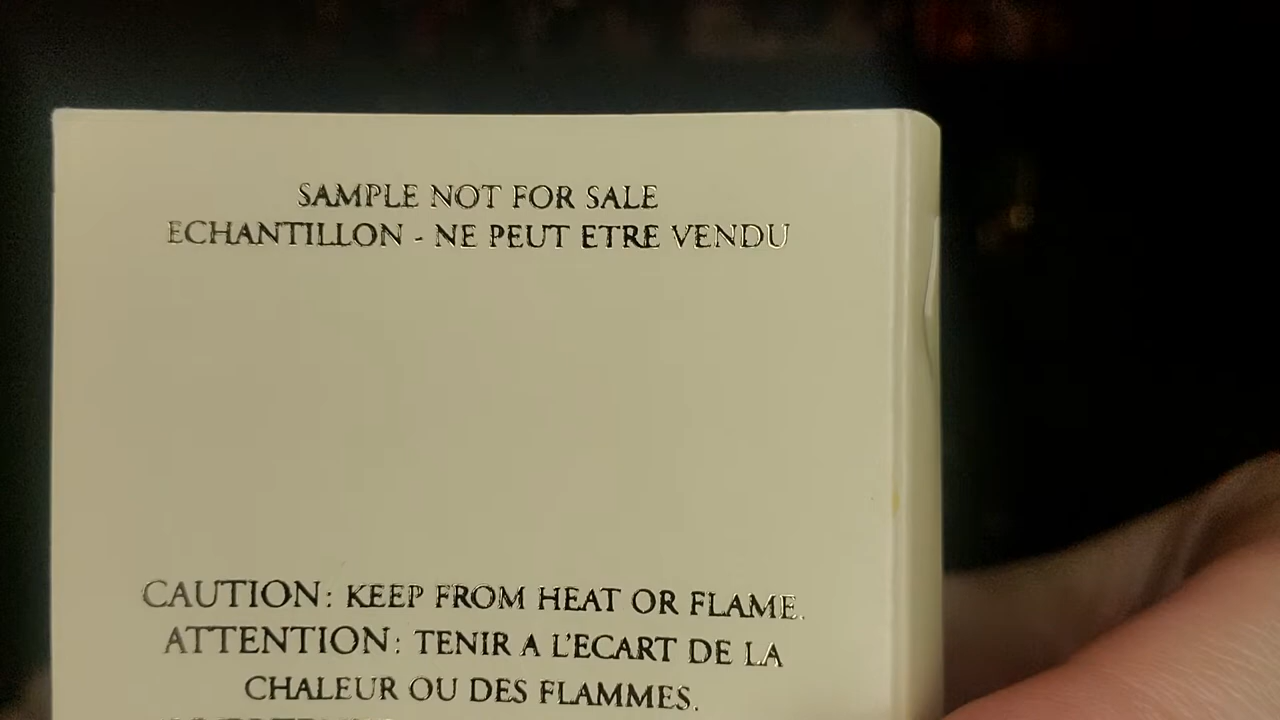 SAMPLE NOT FOR SALE
ECHANTILLON - NE PEUT ETRE VENDU
CAUTION: KEEP FROM HEAT OR FLAME.
ATTENTION: TENIR A L'ECART DE LA
CHALEUR OU DES FLAMMES.